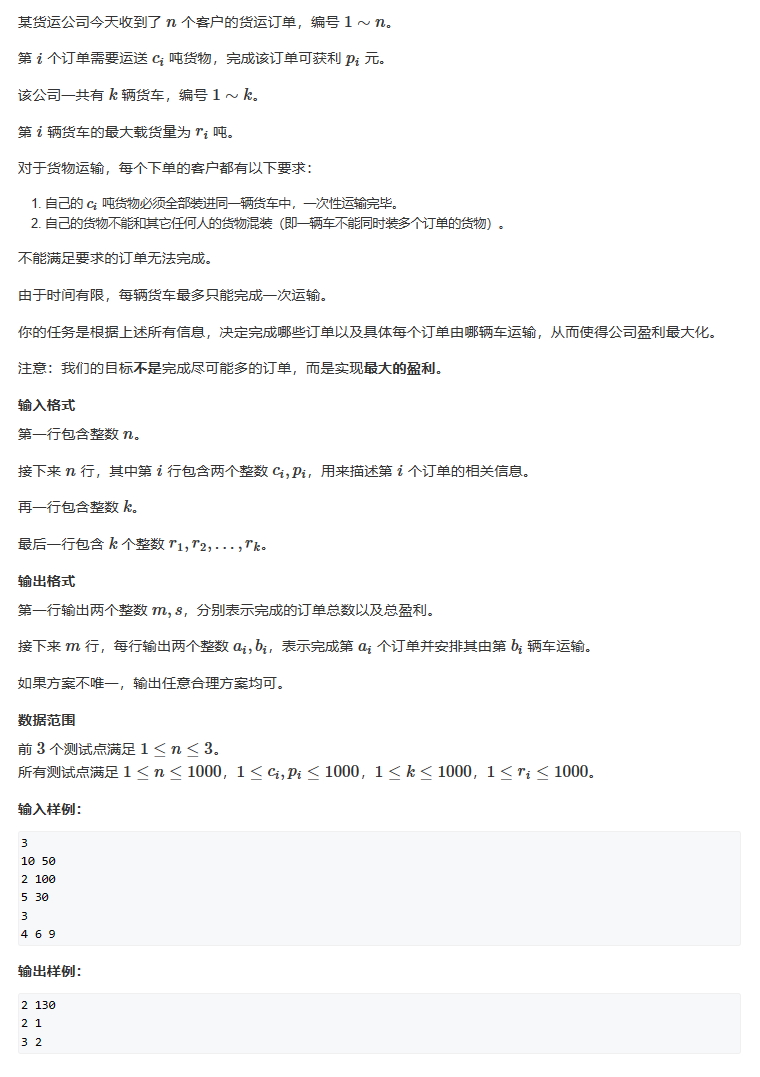 某货运公司今天收到了 n 个客户的货运订单，编号 1 ∼ n。
第 i 个订单需要运送 c_i 吨货物，完成该订单可获利 p_i 元。
该公司一共有 k 辆货车，编号 1 ∼ k。
第 i 辆货车的最大载货量为 r_i 吨。
对于货物运输，每个下单的客户都有以下要求：
1. 自己的 c_i 吨货物必须全部装进同一辆货车中，一次性运输完毕。
2. 自己的货物不能和其它任何人的货物混装（即一辆车不能同时装多个订单的货物）。
不能满足要求的订单无法完成。
由于时间有限，每辆货车最多只能完成一次运输。
你的任务是根据上述所有信息，决定完成哪些订单以及具体每个订单由哪辆车运输，从而使得公司盈利最大化。
注意：我们的目标不是完成尽可能多的订单，而是实现最大的盈利。
输入格式
第一行包含整数 n。
接下来 n 行，其中第 i 行包含两个整数 c_i, p_i，用来描述第 i 个订单的相关信息。
再一行包含整数 k。
最后一行包含 k 个整数 r_1, r_2, . . . , r_k。
输出格式
第一行输出两个整数 m, s，分别表示完成的订单总数以及总盈利。
接下来 m 行，每行输出两个整数 a_i, b_i，表示完成第 a_i 个订单并安排其由第 b_i 辆车运输。
如果方案不唯一，输出任意合理方案均可。
数据范围
前 3 个测试点满足 1 ≤ n ≤ 3。
所有测试点满足 1 ≤ n ≤ 1000，1 ≤ c_i, p_i ≤ 1000，1 ≤ k ≤ 1000，1 ≤ r_i ≤ 1000。
输入样例：
3
10 50
2 100
5 30
3
4 6 9
输出样例：
2 130
2 1
3 2